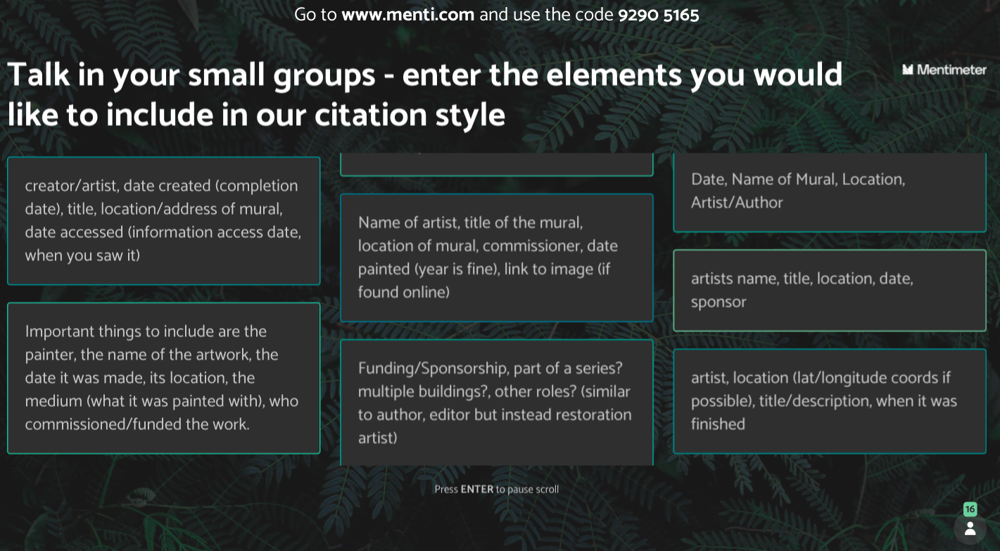 Go to www.menti.com and use the code 9290 5165
Talk in your small groups - enter the elements you would
like to include in our citation style
Mentimeter
creator/artist, date created (completion
date), title, location/address of mural,
date accessed (information access date,
when you saw it)
Important things to include are the
painter, the name of the artwork, the
date it was made, its location, the
medium (what it was painted with), who
commissioned/funded the work.
Name of artist, title of the mural,
location of mural, commissioner, date
painted (year is fine), link to image (if
found online)
Funding/Sponsorship, part of a series?
multiple buildings?, other roles? (similar
to author, editor but instead restoration
artist)
Date, Name of Mural, Location,
Artist/Author
artists name, title, location, date,
sponsor
artist, location (lat/longitude coords if
possible), title/description, when it was
finished
Press ENTER to pause scroll
16